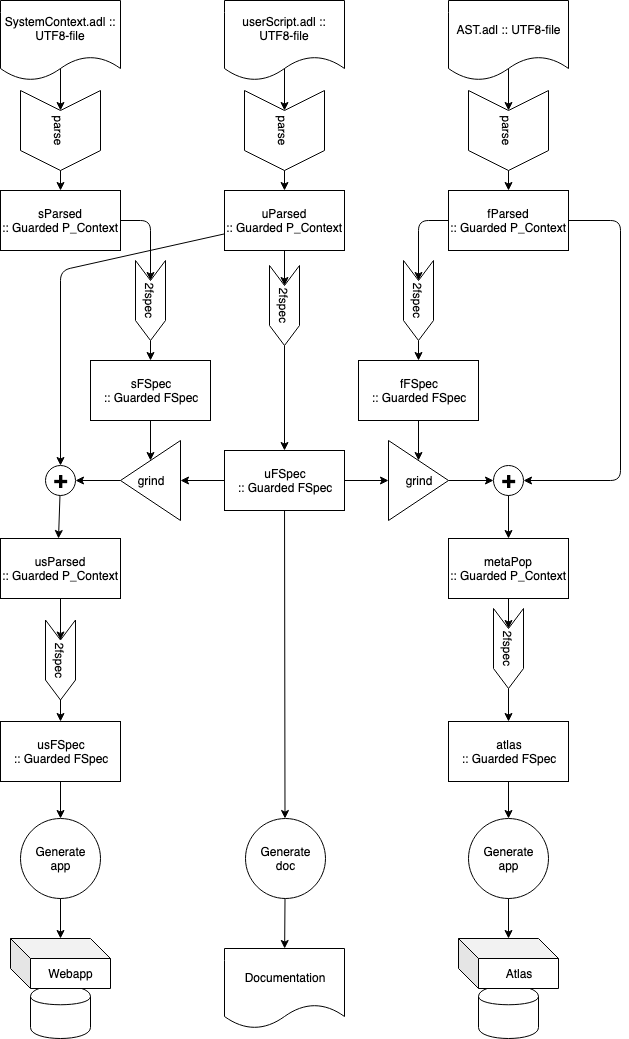 SystemContext.adl ::
UTF8-file
userScript.adl ::
UTF8-file
AST.adl :: UTF8-file
parse
parse
parse
sParsed
:: Guarded P_Context
uParsed
:: Guarded P_Context
fParsed
:: Guarded P_Context
2fspec
2fspec
2fspec
sFSpec
:: Guarded FSpec
fFSpec
:: Guarded FSpec
+
grind
uFSpec
:: Guarded FSpec
grind
+
usParsed
:: Guarded P_Context
metaPop
:: Guarded P_Context
2fspec
2fspec
usFSpec
:: Guarded FSpec
atlas
:: Guarded FSpec
Generate
app
Generate
doc
Generate
app
Webapp
Documentation
Atlas